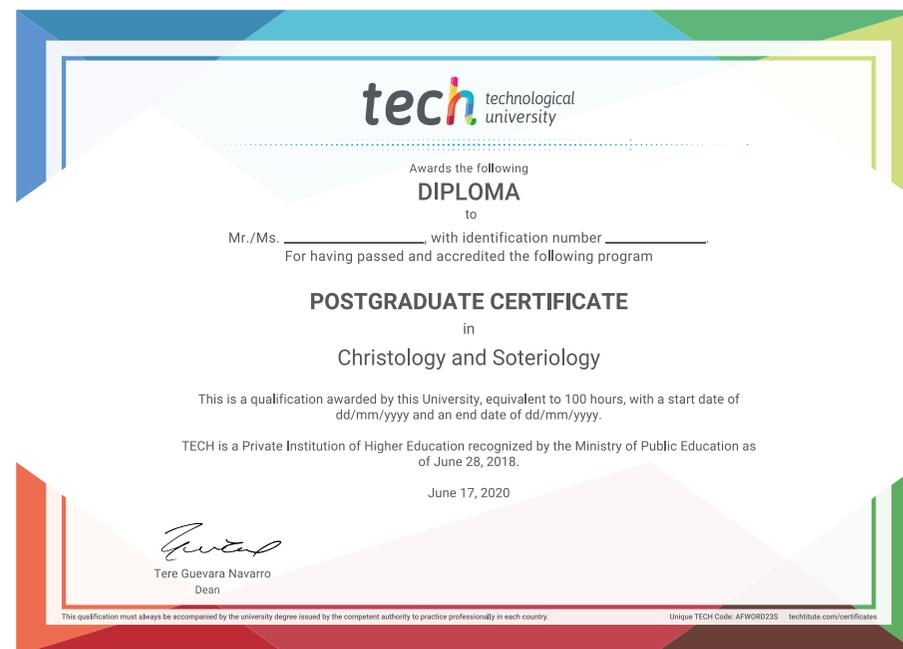 tech technological
university
Awards the following
DIPLOMA
to
Mr./Ms. ____________________, with identification number ______________.
For having passed and accredited the following program
POSTGRADUATE CERTIFICATE
in
Christology and Soteriology
This is a qualification awarded by this University, equivalent to 100 hours, with a start date of
dd/mm/yyyy and an end date of dd/mm/yyyy.
TECH is a Private Institution of Higher Education recognized by the Ministry of Public Education as
of June 28, 2018.
June 17, 2020
Tere Guevara Navarro
Dean
This qualification must always be accompanied by the university degree issued by the competent authority to practice professionally in each country. Unique TECH Code: AFWORD23S techtitute.com/certificates